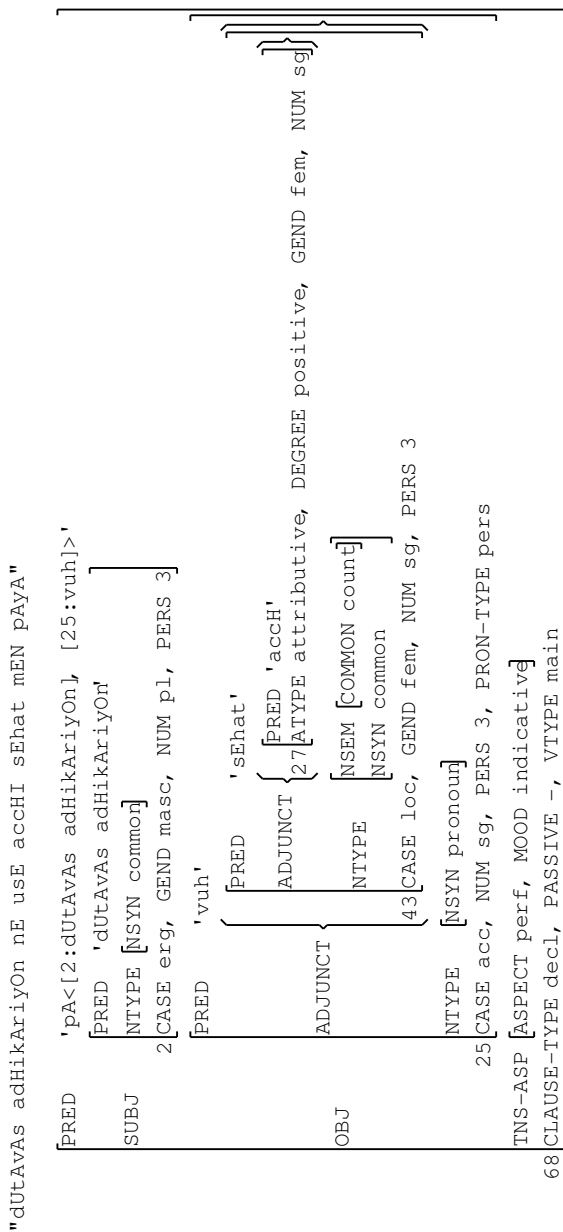 "dUtAvAs adHikAriyOn nE usE accHI sEhat mEN pAyA"
PRED 'pA<[2:dUtAvAs adHikAriyOn], [25:vuh]>'
PRED 'dUtAvAs adHikAriyOn'
SUBJ NTYPE NSYN common
2 CASE erg, GEND masc, NUM pl, PERS 3
PRED 'vuh'
PRED 'sEhat'
PRED 'accH'
ADJUNCT 27 ATYPE attributive, DEGREE positive, GEND fem, NUM sg
ADJUNCT
NSEM COMMON count
NTYPE NSYN common
OBJ
43 CASE loc, GEND fem, NUM sg, PERS 3
NTYPE NSYN pronoun
25 CASE acc, NUM sg, PERS 3, PRON-TYPE pers
TNS-ASP ASPECT perf, MOOD indicative
68 CLAUSE-TYPE decl, PASSIVE -, VTYPE main